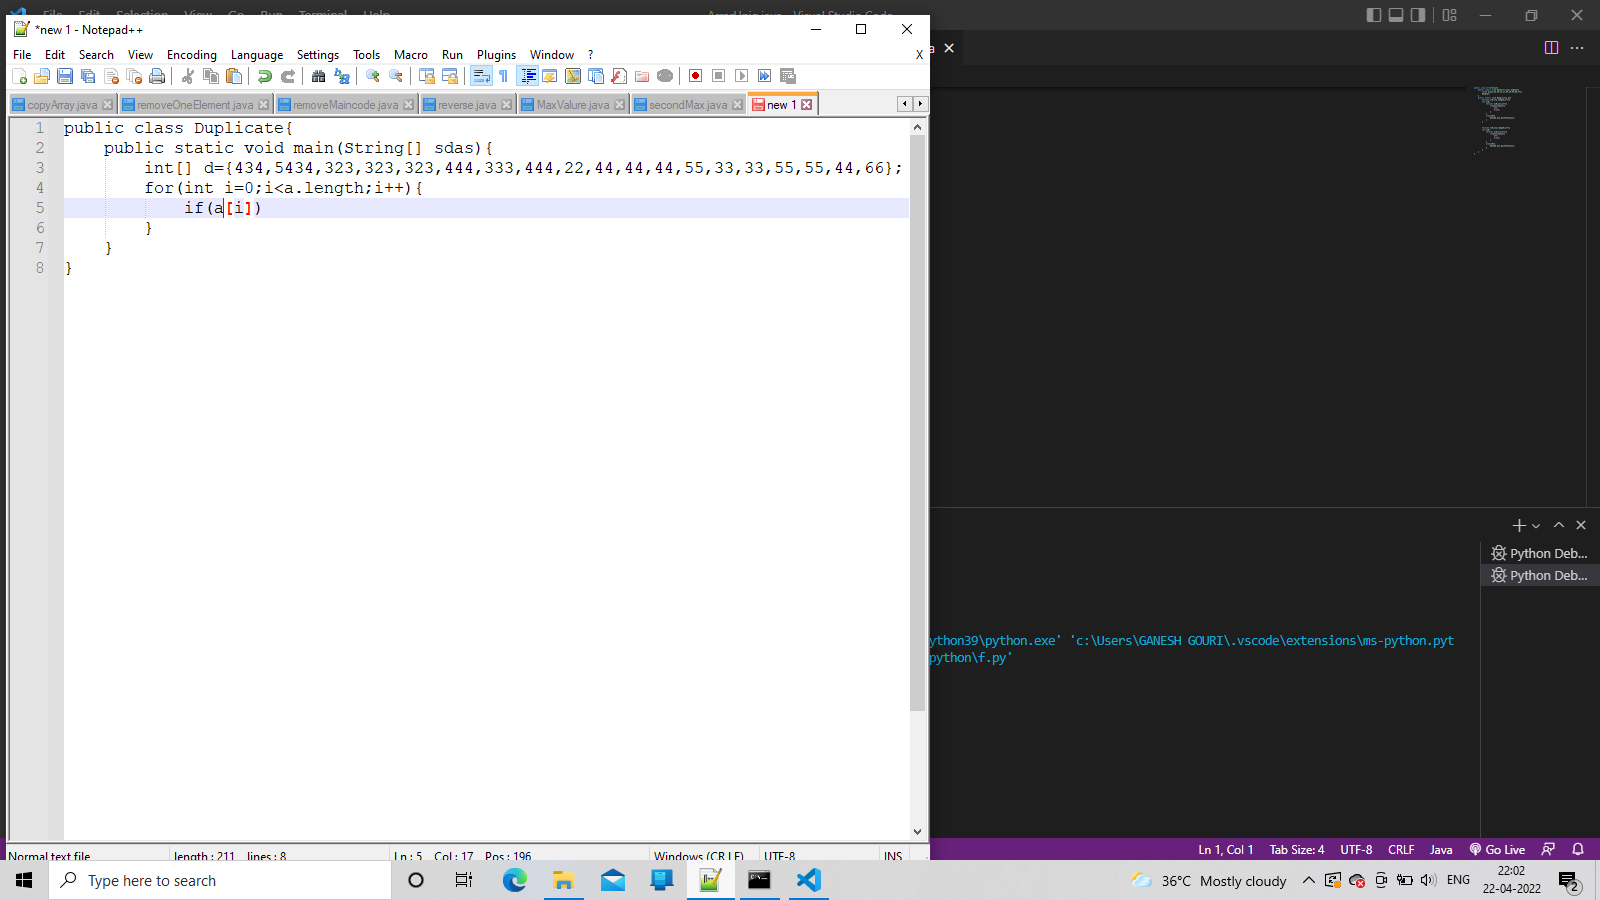 *new 1 - Notepad++
File Edit Search View Encoding Language Settings Tools Macro Run Plugins Window ? X
copyArray.java removeOneElement.java removeMaincode.java reverse.java MaxValure.java secondMax.java new 1
1 public class Duplicate{
2 public static void main(String[] sdas){
3 int[] d={434,5434,323,323,323,444,333,444,22,44,44,44,55,33,33,55,55,44,66};
4 for(int i=0;i<a.length;i++){
5 if(a[i])
6 }
7 }
8 }
Normal text file length : 211 lines : 8 Ln : 5 Col : 17 Pos : 196 Windows (CR LF) UTF-8 INS
a
Python Deb...
Python Deb...
ython39\python.exe' 'c:\Users\GANESH GOURI\.vscode\extensions\ms-python.pyt
python\f.py'
Ln 1, Col 1 Tab Size: 4 UTF-8 CRLF Java Go Live
Type here to search
36°C Mostly cloudy
ENG
22:02
22-04-2022
2